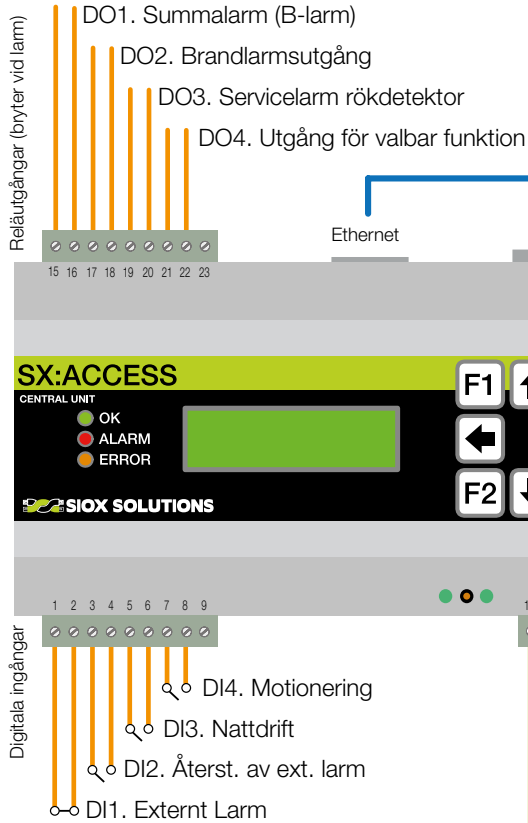 DO1. Summalarm (B-larm)
DO2. Brandlarmsutgång
DO3. Servicelarm rökdetektor
DO4. Utgång för valbar funktion
Reläutgångar (bryter vid larm)
Ethernet
15 16 17 18 19 20 21 22 23
SX:ACCESS
CENTRAL UNIT
OK
ALARM
ERROR
F1
F2
SIOX SOLUTIONS
1 2 3 4 5 6 7 8 9
1
Digitala ingångar
DI4. Motionering
DI3. Nattdrift
DI2. Återst. av ext. larm
DI1. Externt Larm